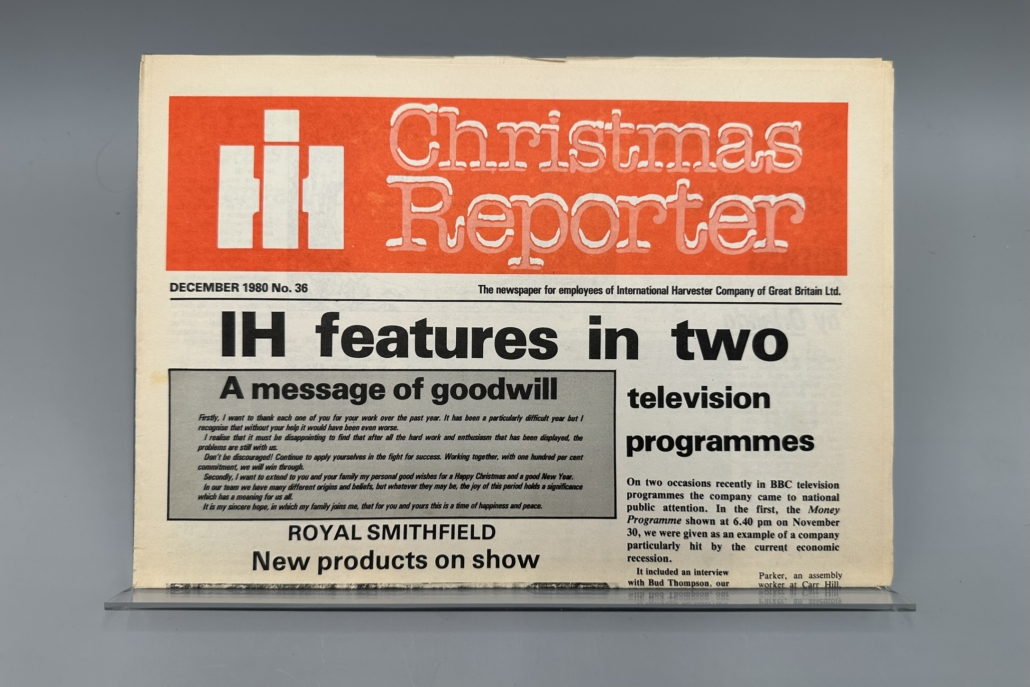 IH
Christmas
Reporter
DECEMBER 1980 No. 36
The newspaper for employees of International Harvester Company of Great Britain Ltd.
IH features in two
television
programmes
A message of goodwill
Firstly, I want to thank each one of you for your work over the past year. It has been a particularly difficult year but I
recognise that without your help it would have been even worse.
I realise that it must be disappointing to find that after all the hard work and enthusiasm that has been displayed, the
problems are still with us.
Don't be discouraged! Continue to apply yourselves in the fight for success. Working together, with one hundred per cent
commitment, we will win through.
Secondly, I want to extend to you and your family my personal good wishes for a Happy Christmas and a good New Year.
In our team we have many different origins and beliefs, but whatever they may be, the joy of this period holds a significance
which has a meaning for us all.
It is my sincere hope, in which my family joins me, that for you and yours this is a time of happiness and peace.
ROYAL SMITHFIELD
New products on show
On two occasions recently in BBC television
programmes the company came to national
public attention. In the first, the Money
Programme shown at 6.40 pm on November
30, we were given as an example of a company
particularly hit by the current economic
recession.
It included an interview
with Bud Thompson, our
Parker, an assembly
worker at Carr Hill,